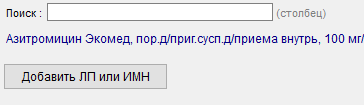 Поиск : (столбец)
Азитромицин Экомед, пор.д/приг.сусп.д/приема внутрь, 100 мг/
Добавить ЛП или ИМН